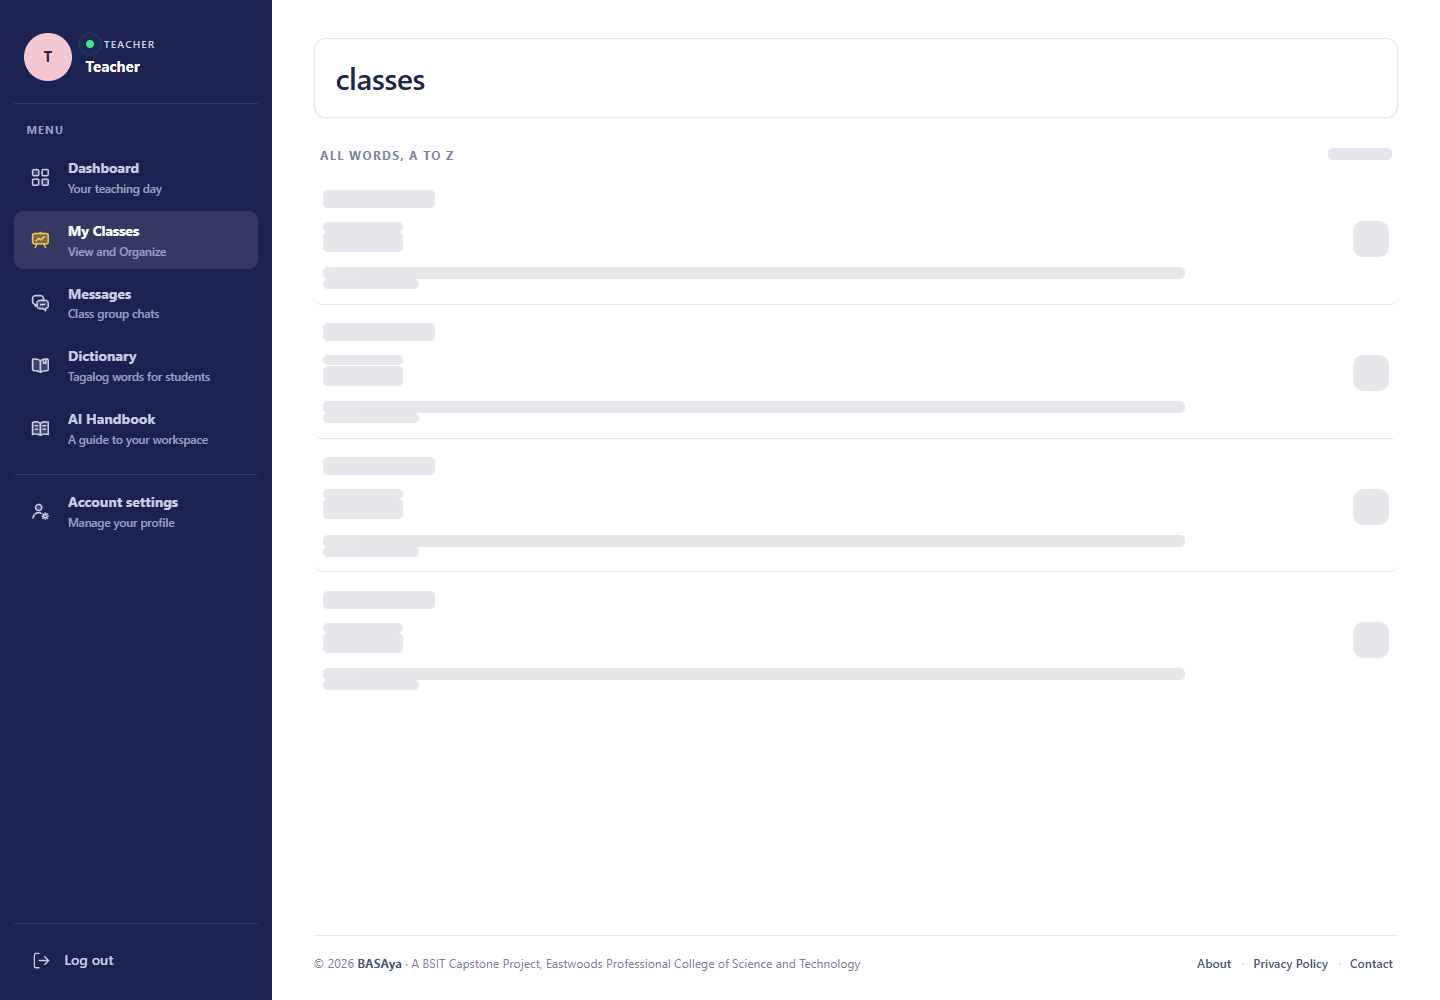 T
TEACHER
Teacher
MENU
Dashboard
Your teaching day
My Classes
View and Organize
Messages
Class group chats
Dictionary
Tagalog words for students
AI Handbook
A guide to your workspace
Account settings
Manage your profile
Log out
classes
ALL WORDS, A TO Z
© 2026 BASAya · A BSIT Capstone Project, Eastwoods Professional College of Science and Technology
About · Privacy Policy · Contact